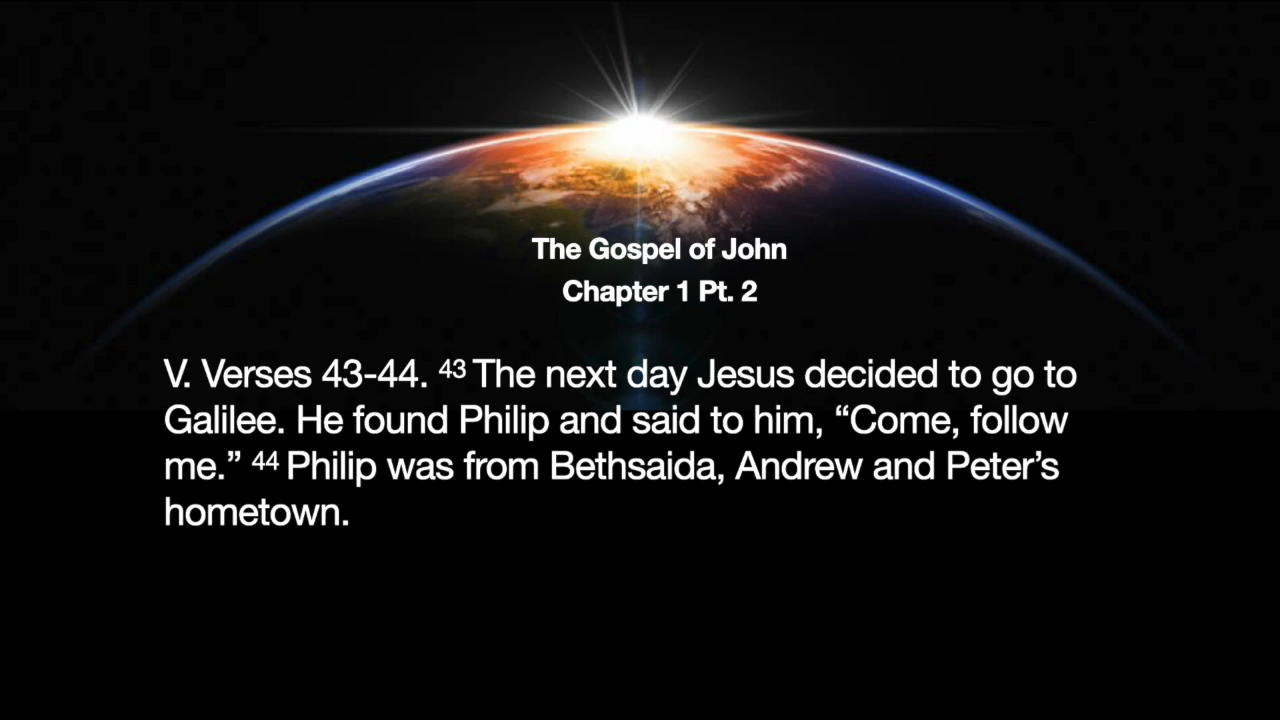 The Gospel of John
Chapter 1 Pt. 2
V. Verses 43-44. ⁴³ The next day Jesus decided to go to
Galilee. He found Philip and said to him, “Come, follow
me.” ⁴⁴ Philip was from Bethsaida, Andrew and Peter’s
hometown.